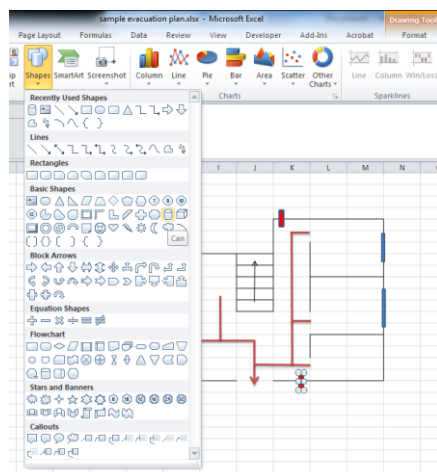 sample evacuation plan.xlsx - Microsoft Excel
Drawing Tools
Page Layout Formulas Data Review View Developer Add-Ins Acrobat Format
Shapes SmartArt Screenshot Column Line Pie Bar Area Scatter Other Charts Line Column Win/Loss
Charts Sparklines
Recently Used Shapes
Lines
Rectangles
Basic Shapes
Can
Block Arrows
Equation Shapes
Flowchart
Stars and Banners
Callouts
I J K L M N O